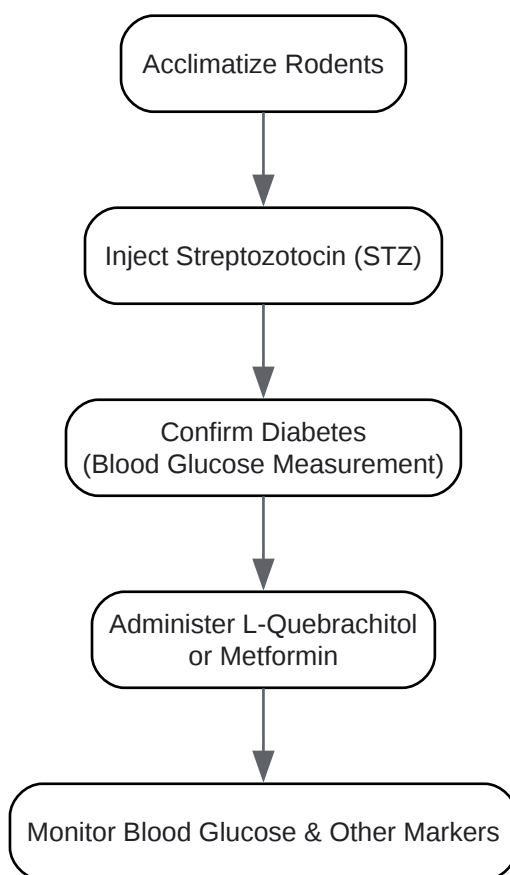 Acclimatize Rodents
Inject Streptozotocin (STZ)
Confirm Diabetes
(Blood Glucose Measurement)
Administer L-Quebrachitol
or Metformin
Monitor Blood Glucose & Other Markers